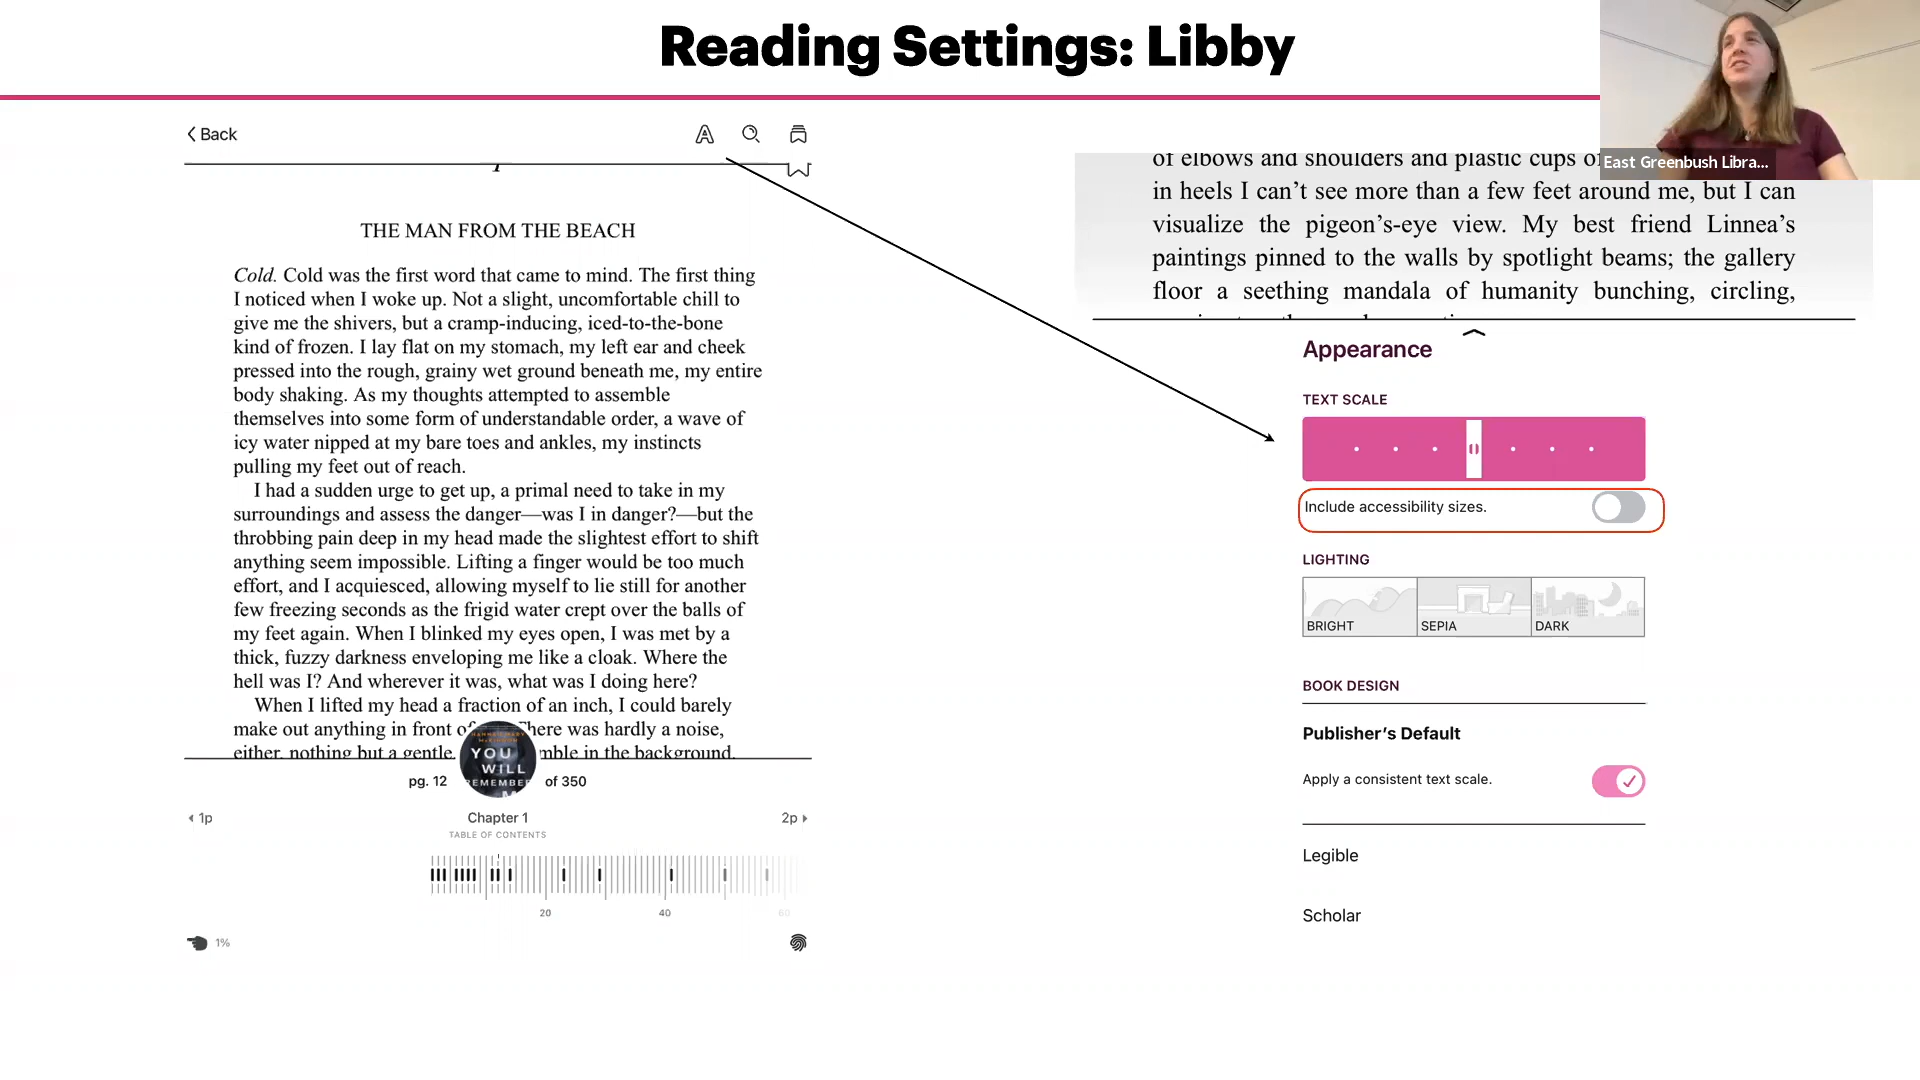 Reading Settings: Libby
East Greenbush Libra...
Back
THE MAN FROM THE BEACH
Cold. Cold was the first word that came to mind. The first thing
I noticed when I woke up. Not a slight, uncomfortable chill to
give me the shivers, but a cramp-inducing, iced-to-the-bone
kind of frozen. I lay flat on my stomach, my left ear and cheek
pressed into the rough, grainy wet ground beneath me, my entire
body shaking. As my thoughts attempted to assemble
themselves into some form of understandable order, a wave of
icy water nipped at my bare toes and ankles, my instincts
pulling my feet out of reach.
I had a sudden urge to get up, a primal need to take in my
surroundings and assess the danger—was I in danger?—but the
throbbing pain deep in my head made the slightest effort to shift
anything seem impossible. Lifting a finger would be too much
effort, and I acquiesced, allowing myself to lie still for another
few freezing seconds as the frigid water crept over the balls of
my feet again. When I blinked my eyes open, I was met by a
thick, fuzzy darkness enveloping me like a cloak. Where the
hell was I? And wherever it was, what was I doing here?
When I lifted my head a fraction of an inch, I could barely
make out anything in front of here was hardly a noise,
either, nothing but a gentle. mble in the background.
YOU
WILL
REMEMBER
pg. 12 of 350
1p Chapter 1 2p
TABLE OF CONTENTS
20 40 60
1%
of elbows and shoulders and plastic cups
in heels I can't see more than a few feet around me, but I can
visualize the pigeon's-eye view. My best friend Linnea's
paintings pinned to the walls by spotlight beams; the gallery
floor a seething mandala of humanity bunching, circling,
Appearance
TEXT SCALE
Include accessibility sizes.
LIGHTING
BRIGHT SEPIA DARK
BOOK DESIGN
Publisher's Default
Apply a consistent text scale.
Legible
Scholar